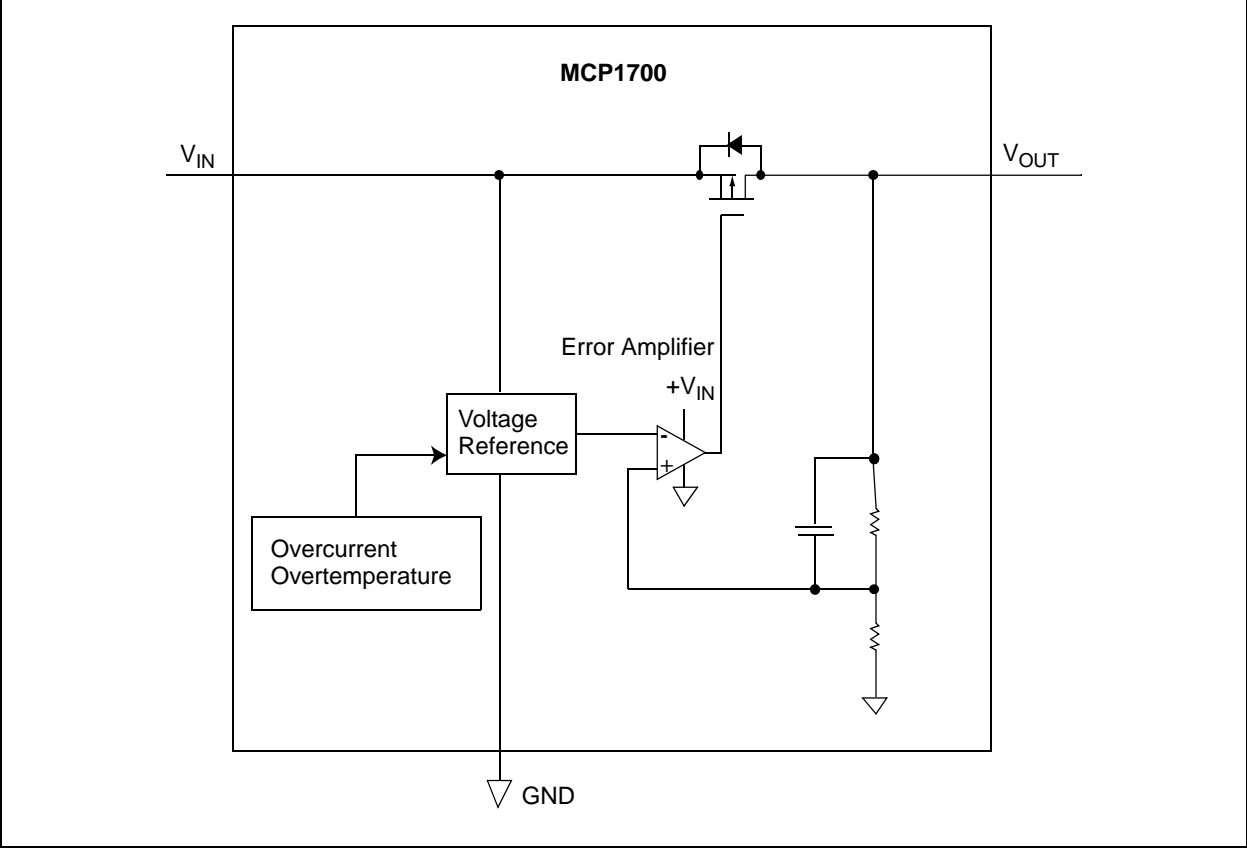 MCP1700
VIN
VOUT
Error Amplifier
+VIN
Voltage
Reference
-
+
Overcurrent
Overtemperature
GND